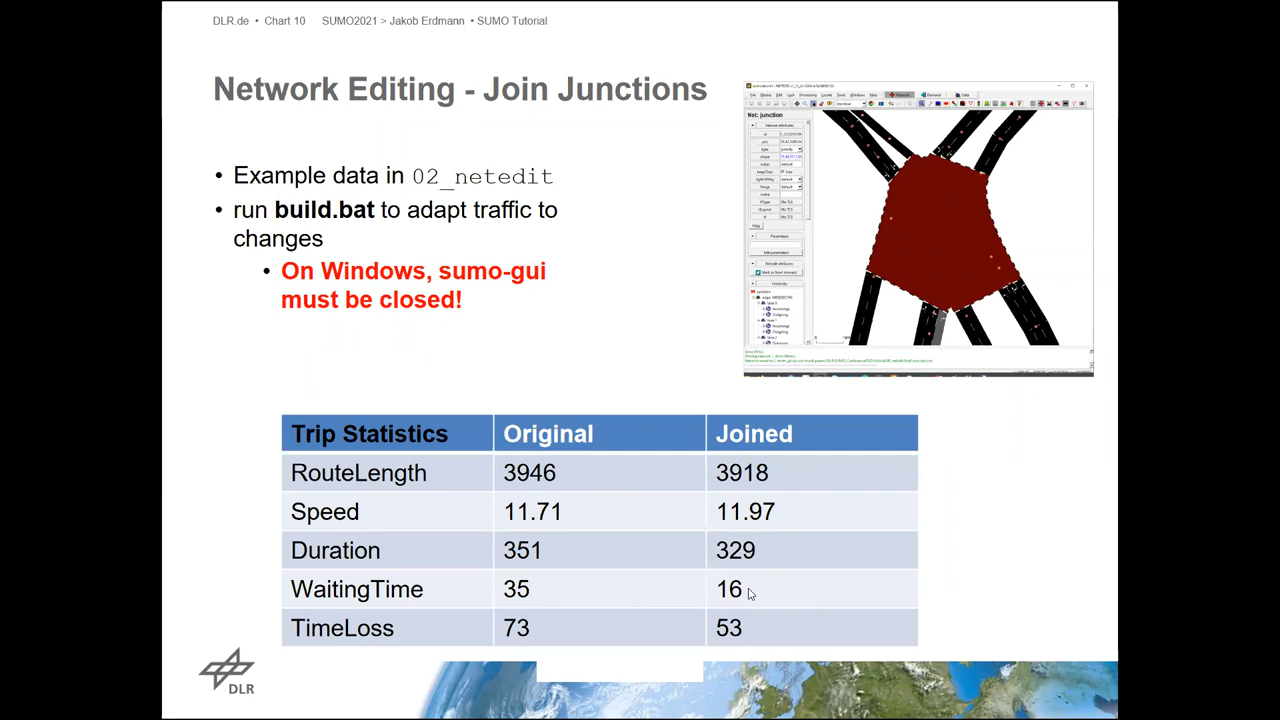 DLR.de • Chart 10 SUMO2021 > Jakob Erdmann • SUMO Tutorial
Network Editing - Join Junctions
• Example data in 02_netedit
• run build.bat to adapt traffic to
changes
• On Windows, sumo-gui
must be closed!
Net: junction
Trip Statistics Original Joined
RouteLength 3946 3918
Speed 11.71 11.97
Duration 351 329
WaitingTime 35 16
TimeLoss 73 53
DLR